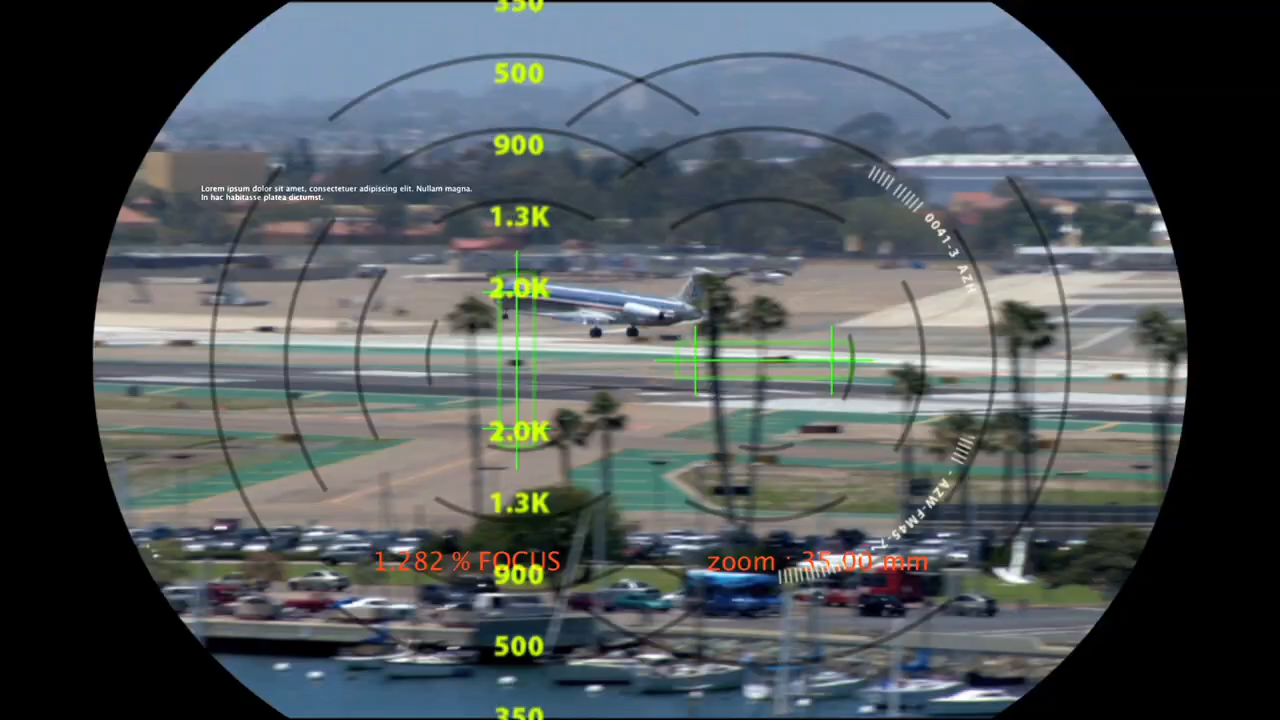 350
500
900
Lorem ipsum dolor sit amet, consectetuer adipiscing elit. Nullam magna.
In hac habitasse platea dictumst.
1.3K
0041-3 AZH
2.0K
2.0K
1.3K
1.282 % FOCUS
zoom : 35.00 mm
900
500
350